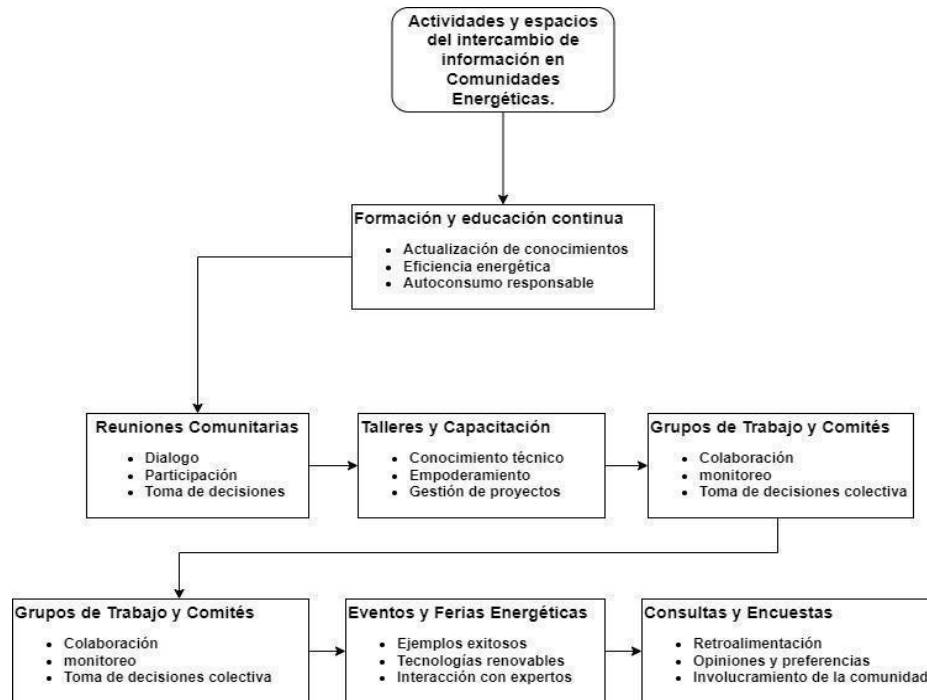 Actividades y espacios
del intercambio de
información en
Comunidades
Energéticas.
Formación y educación continua
• Actualización de conocimientos
• Eficiencia energética
• Autoconsumo responsable
Reuniones Comunitarias
• Dialogo
• Participación
• Toma de decisiones
Talleres y Capacitación
• Conocimiento técnico
• Empoderamiento
• Gestión de proyectos
Grupos de Trabajo y Comités
• Colaboración
• monitoreo
• Toma de decisiones colectiva
Grupos de Trabajo y Comités
• Colaboración
• monitoreo
• Toma de decisiones colectiva
Eventos y Ferias Energéticas
• Ejemplos exitosos
• Tecnologías renovables
• Interacción con expertos
Consultas y Encuestas
• Retroalimentación
• Opiniones y preferencias
• Involucramiento de la comunidad